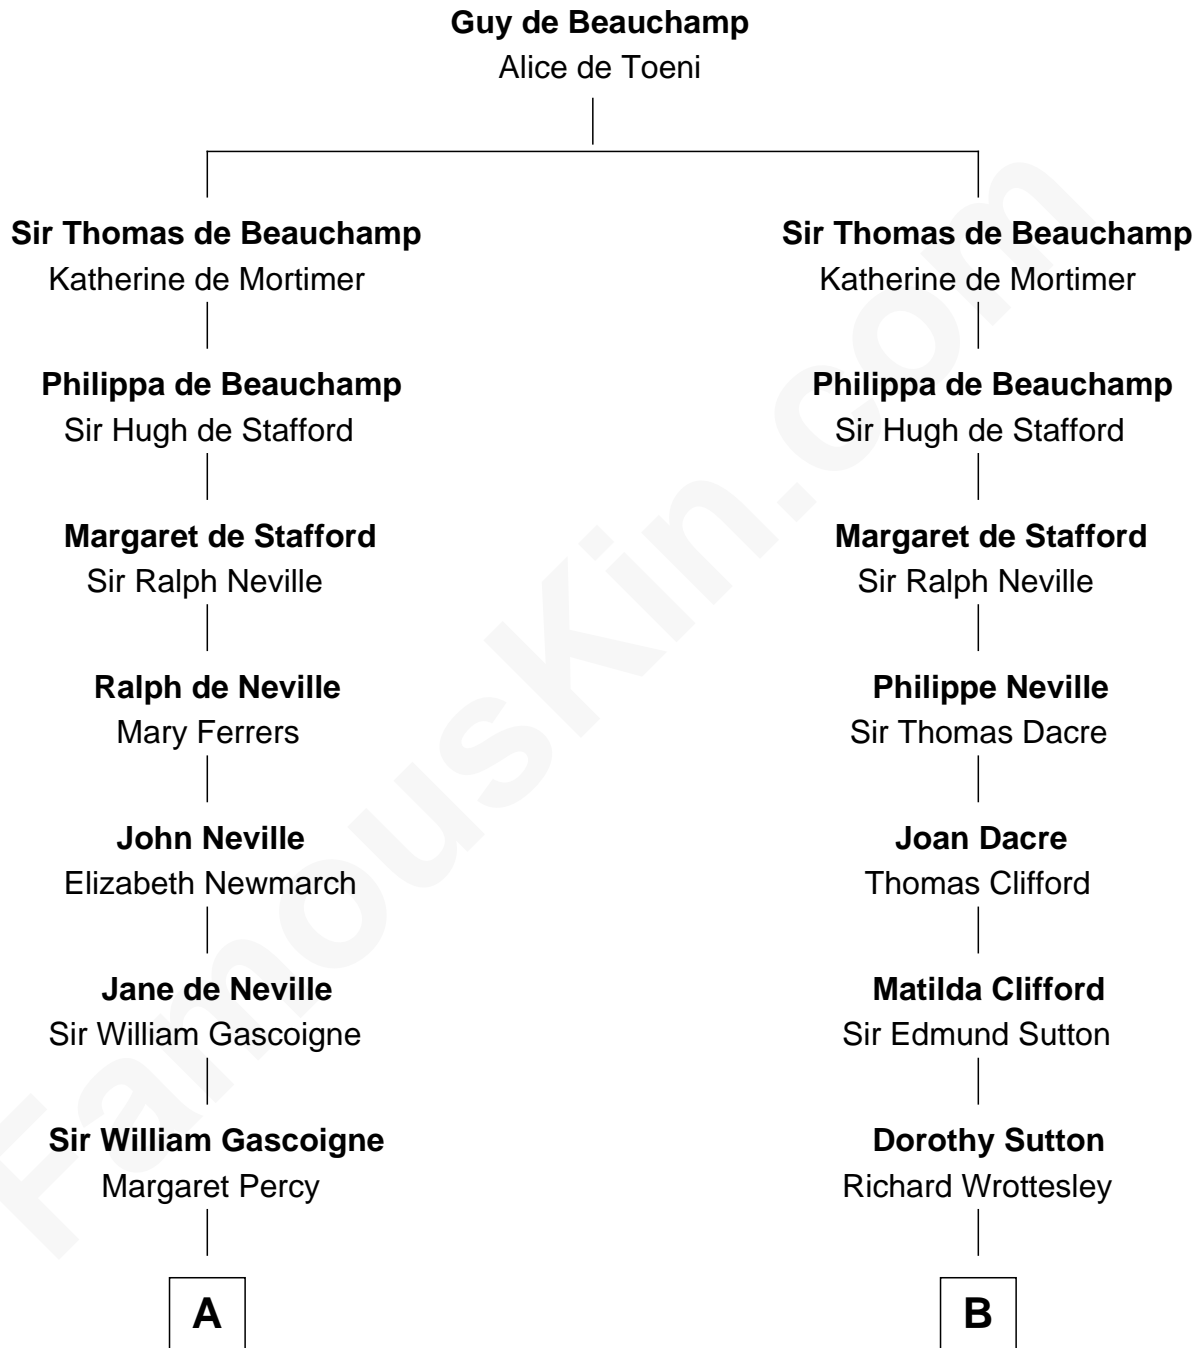 Guy de Beauchamp
Alice de Toeni
Sir Thomas de Beauchamp
Katherine de Mortimer
Philippa de Beauchamp
Sir Hugh de Stafford
Margaret de Stafford
Sir Ralph Neville
Ralph de Neville
Mary Ferrers
John Neville
Elizabeth Newmarch
Jane de Neville
Sir William Gascoigne
Sir William Gascoigne
Margaret Percy
A
Sir Thomas de Beauchamp
Katherine de Mortimer
Philippa de Beauchamp
Sir Hugh de Stafford
Margaret de Stafford
Sir Ralph Neville
Philippe Neville
Sir Thomas Dacre
Joan Dacre
Thomas Clifford
Matilda Clifford
Sir Edmund Sutton
Dorothy Sutton
Richard Wrottesley
B
FamousKin.com